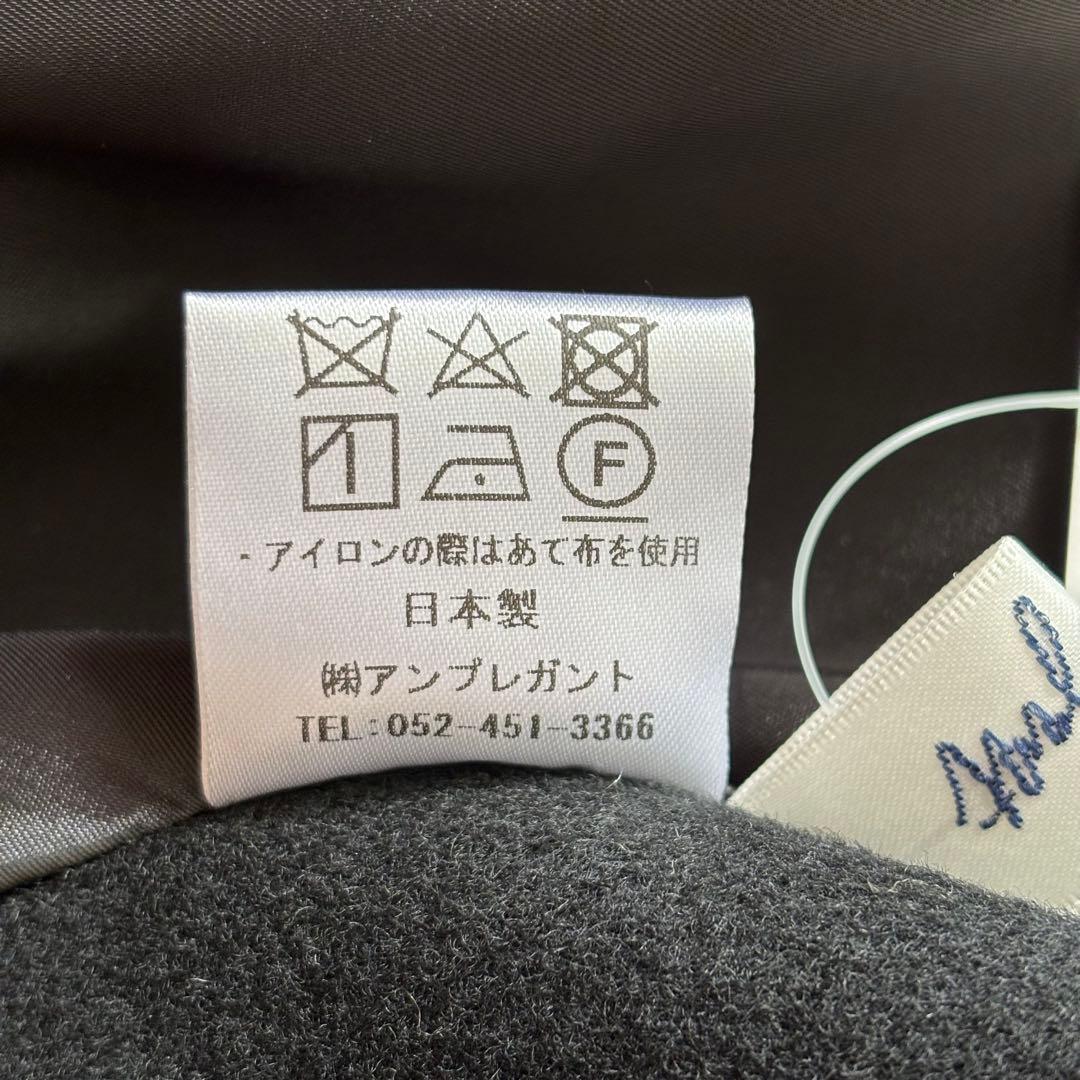 F
・アイロンの際はあて布を使用
日本製
㈱アンブレガント
TEL:052-451-3366